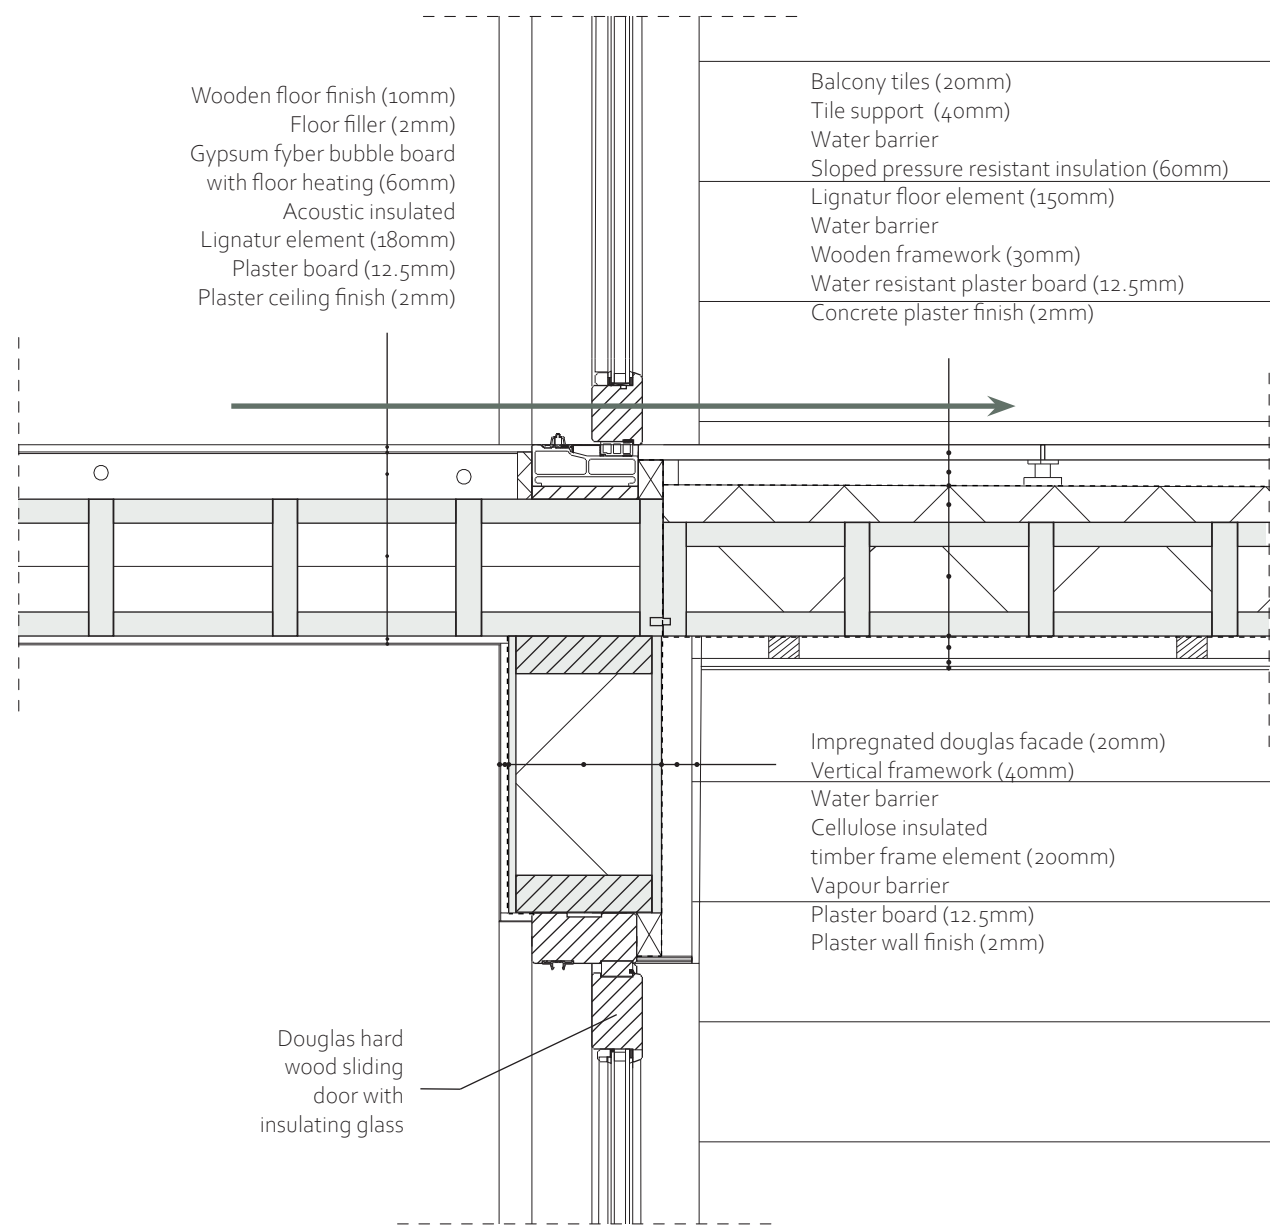 Wooden floor finish (10mm)
Floor filler (2mm)
Gypsum fyber bubble board
with floor heating (60mm)
Acoustic insulated
Lignatur element (180mm)
Plaster board (12.5mm)
Plaster ceiling finish (2mm)
Balcony tiles (20mm)
Tile support (40mm)
Water barrier
Sloped pressure resistant insulation (60mm)
Lignatur floor element (150mm)
Water barrier
Wooden framework (30mm)
Water resistant plaster board (12.5mm)
Concrete plaster finish (2mm)
Impregnated douglas facade (20mm)
Vertical framework (40mm)
Water barrier
Cellulose insulated
timber frame element (200mm)
Vapour barrier
Plaster board (12.5mm)
Plaster wall finish (2mm)
Douglas hard
wood sliding
door with
insulating glass